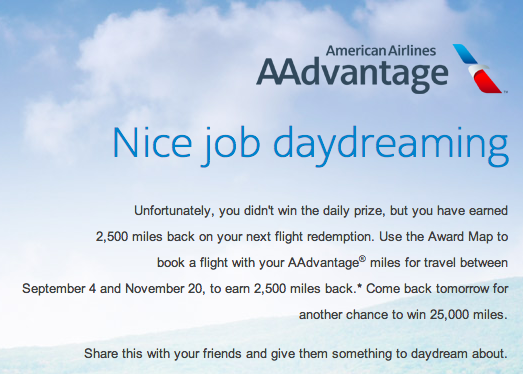 American Airlines
AAdvantage
Nice job daydreaming
Unfortunately, you didn't win the daily prize, but you have earned
2,500 miles back on your next flight redemption. Use the Award Map to
book a flight with your AAdvantage® miles for travel between
September 4 and November 20, to earn 2,500 miles back.* Come back tomorrow for
another chance to win 25,000 miles.
Share this with your friends and give them something to daydream about.